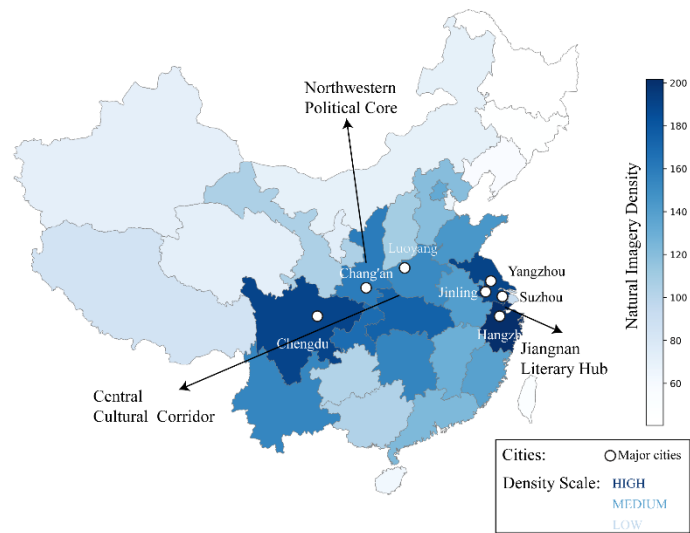 Northwestern
Political Core
Luoyang
Chang'an
Yangzhou
Jinling
Suzhou
Chengdu
Hangzh
Jiangnan
Literary Hub
Central
Cultural Corridor
200
180
160
140
120
100
80
60
Natural Imagery Density
Cities:
Major cities
Density Scale:
HIGH
MEDIUM
LOW